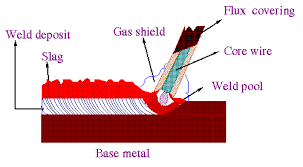 Flux covering
Gas shield
Weld deposit
Core wire
Slag
Weld pool
Base metal